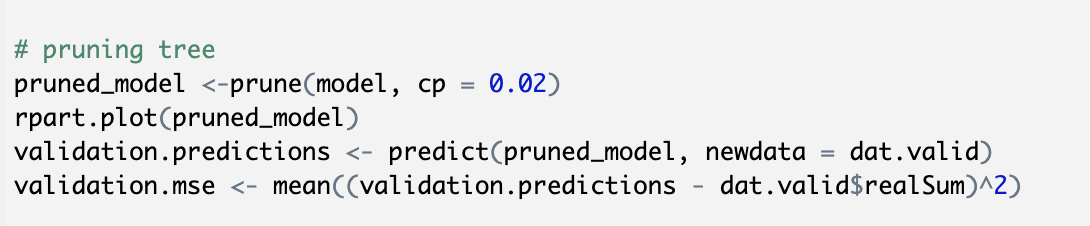 # pruning tree
pruned_model <-prune(model, cp = 0.02)
rpart.plot(pruned_model)
validation.predictions <- predict(pruned_model, newdata = dat.valid)
validation.mse <- mean((validation.predictions - dat.valid$realSum)^2)